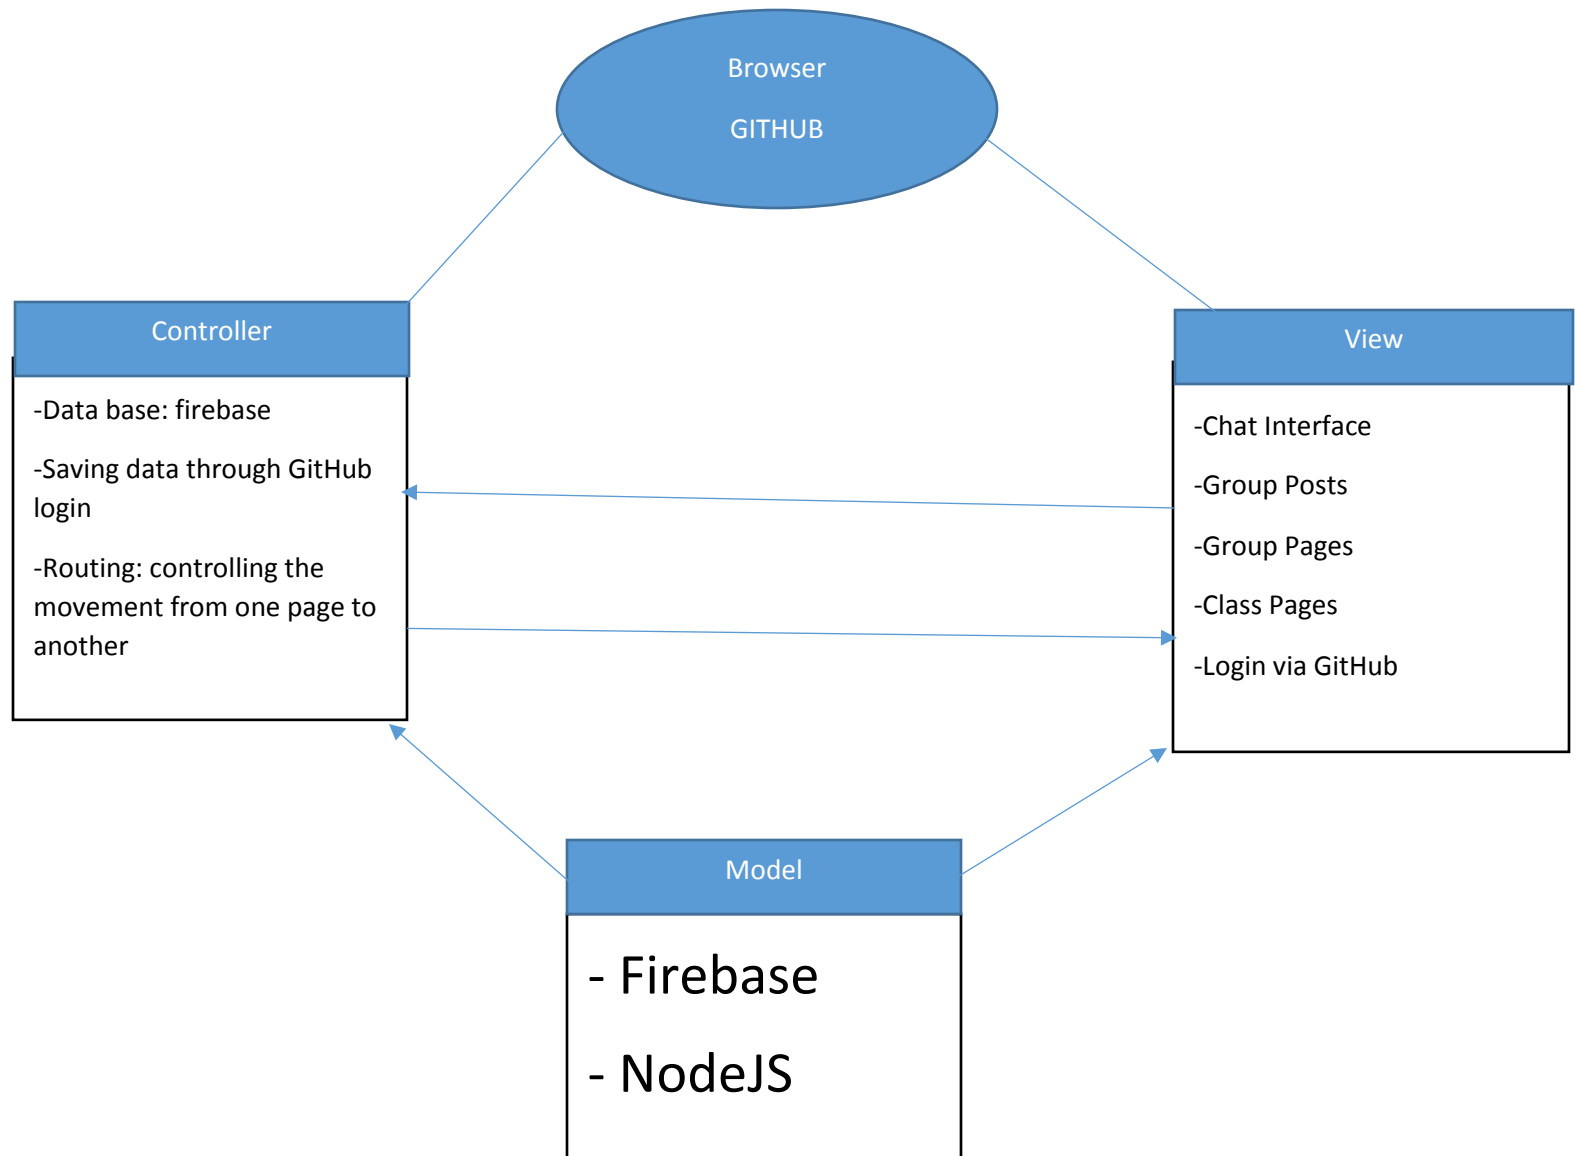 Browser
GITHUB
Controller
-Data base: firebase
-Saving data through GitHub
login
-Routing: controlling the
movement from one page to
another
View
-Chat Interface
-Group Posts
-Group Pages
-Class Pages
-Login via GitHub
Model
- Firebase
- NodeJS